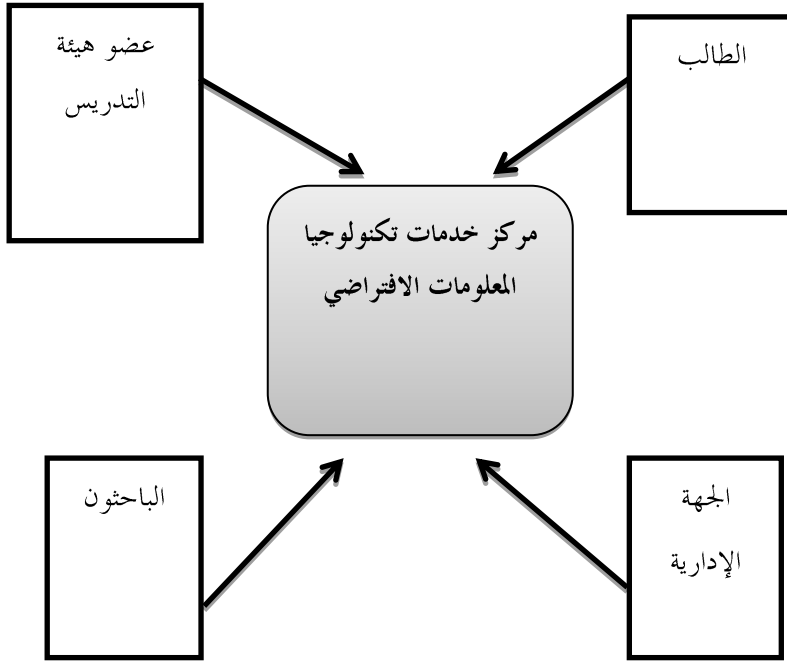 الطالب
عضو هيئة
التدريس
مركز خدمات تكنولوجيا
المعلومات الافتراضي
الجهة
الإدارية
الباحثون